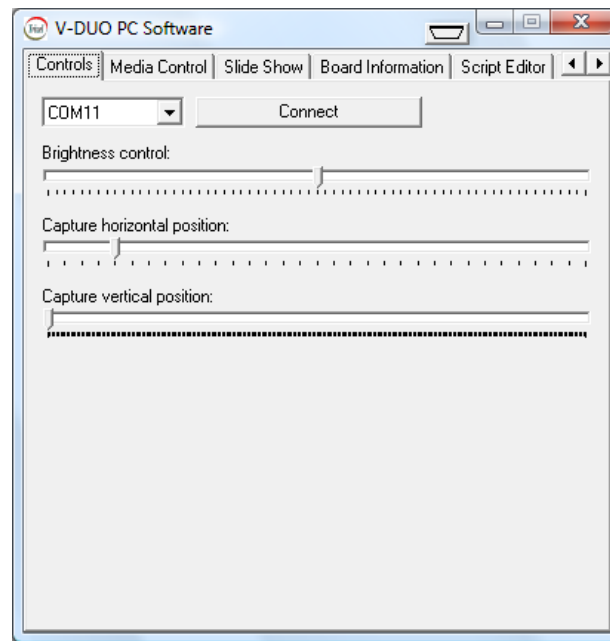 V-DUO PC Software
Controls Media Control Slide Show Board Information Script Editor
COM11 Connect
Brightness control:
Capture horizontal position:
Capture vertical position: